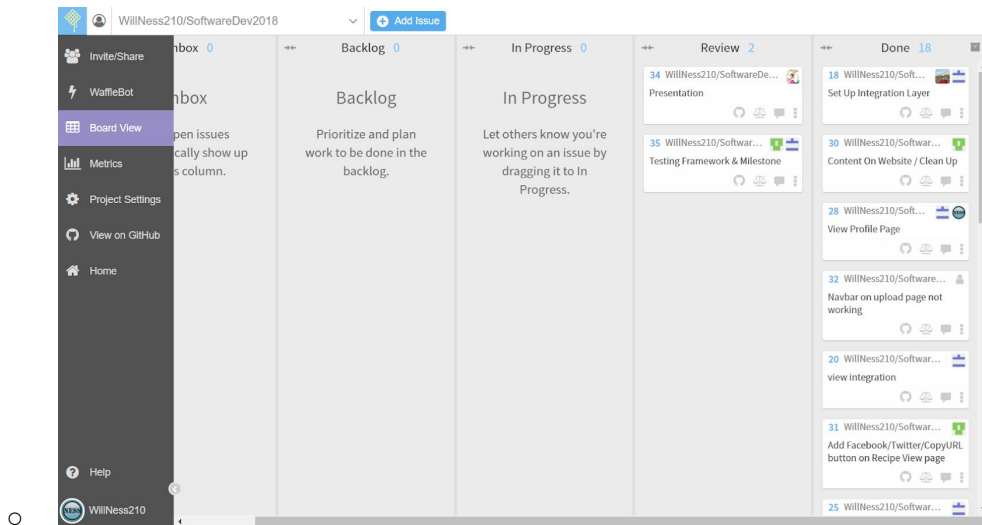 WillNess210/SoftwareDev2018
Add Issue
Invite/Share
WaffleBot
Board View
Metrics
Project Settings
View on GitHub
Home
Help
NESS
WillNess210
nbox 0
nbox
pen issues
cally show up
s column.
Backlog 0
Backlog
Prioritize and plan
work to be done in the
backlog.
In Progress 0
In Progress
Let others know you're
working on an issue by
dragging it to In
Progress.
Review 2
34 WillNess210/SoftwareDe...
Presentation
35 WillNess210/Softwar...
Testing Framework & Milestone
Done 18
18 WillNess210/Soft...
Set Up Integration Layer
30 WillNess210/Softwar...
Content On Website / Clean Up
28 WillNess210/Soft...
NESS
View Profile Page
32 WillNess210/Software...
Navbar on upload page not
working
20 WillNess210/Softwar...
view integration
31 WillNess210/Softwar...
Add Facebook/Twitter/CopyURL
button on Recipe View page
25 WillNess210/Softwar...